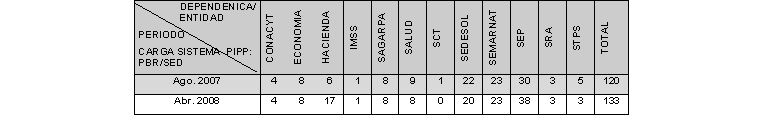 DEPENDENICA/
ENTIDAD
PERIODO
CARGA SISTEMA PIPP:
PBR/SED
CONACYT ECONOMIA HACIENDA IMSS SAGARPA SALUD SCT SEDESOL SEMARNAT SEP SRA STPS TOTAL
Ago. 2007 4 8 6 1 8 9 1 22 23 30 3 5 120
Abr. 2008 4 8 17 1 8 8 0 20 23 38 3 3 133